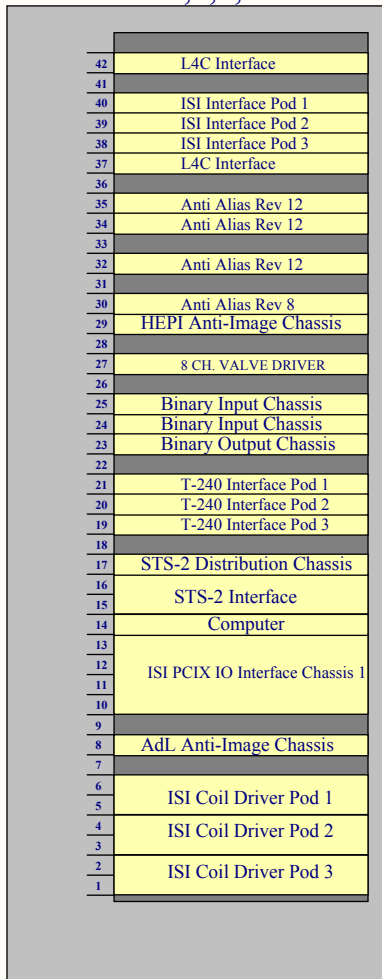 42 L4C Interface
41
40 ISI Interface Pod 1
39 ISI Interface Pod 2
38 ISI Interface Pod 3
37 L4C Interface
36
35 Anti Alias Rev 12
34 Anti Alias Rev 12
33
32 Anti Alias Rev 12
31
30 Anti Alias Rev 8
29 HEPI Anti-Image Chassis
28
27 8 CH. VALVE DRIVER
26
25 Binary Input Chassis
24 Binary Input Chassis
23 Binary Output Chassis
22
21 T-240 Interface Pod 1
20 T-240 Interface Pod 2
19 T-240 Interface Pod 3
18
17 STS-2 Distribution Chassis
16
STS-2 Interface
15
14 Computer
13
12
ISI PCIX IO Interface Chassis 1
11
10
9
8 AdL Anti-Image Chassis
7
6
ISI Coil Driver Pod 1
5
4
ISI Coil Driver Pod 2
3
2
ISI Coil Driver Pod 3
1